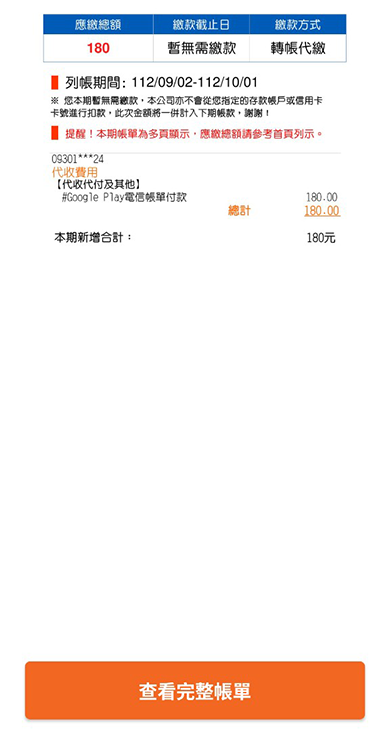 應繳總額 繳款截止日 繳款方式
180 暫無需繳款 轉帳代繳
列帳期間: 112/09/02-112/10/01
※ 您本期暫無需繳款，本公司亦不會從您指定的存款帳戶或信用卡
卡號進行扣款，此次金額將一併計入下期帳款，謝謝！
提醒！本期帳單為多頁顯示，應繳總額請參考首頁列示。
09301***24
代收費用
【代收代付及其他】
#Google Play電信帳單付款 180.00
總計 180.00
本期新增合計： 180元
查看完整帳單